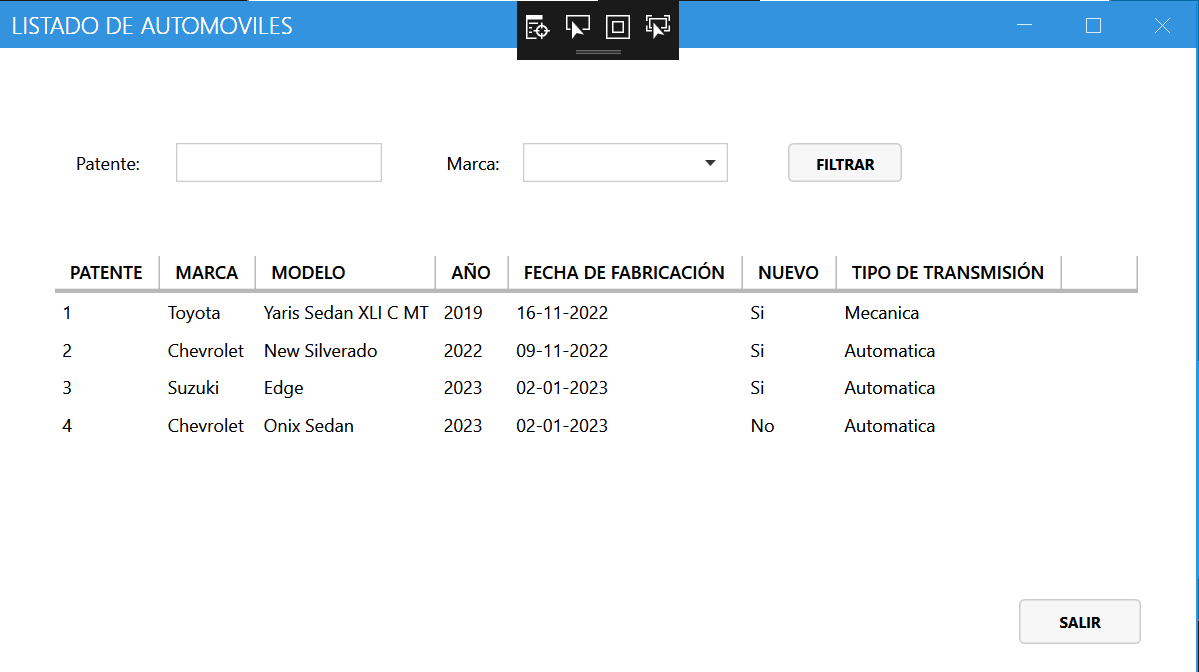 LISTADO DE AUTOMOVILES
Patente: Marca: FILTRAR
PATENTE MARCA MODELO AÑO FECHA DE FABRICACIÓN NUEVO TIPO DE TRANSMISIÓN
1 Toyota Yaris Sedan XLI C MT 2019 16-11-2022 Si Mecanica
2 Chevrolet New Silverado 2022 09-11-2022 Si Automatica
3 Suzuki Edge 2023 02-01-2023 Si Automatica
4 Chevrolet Onix Sedan 2023 02-01-2023 No Automatica
SALIR